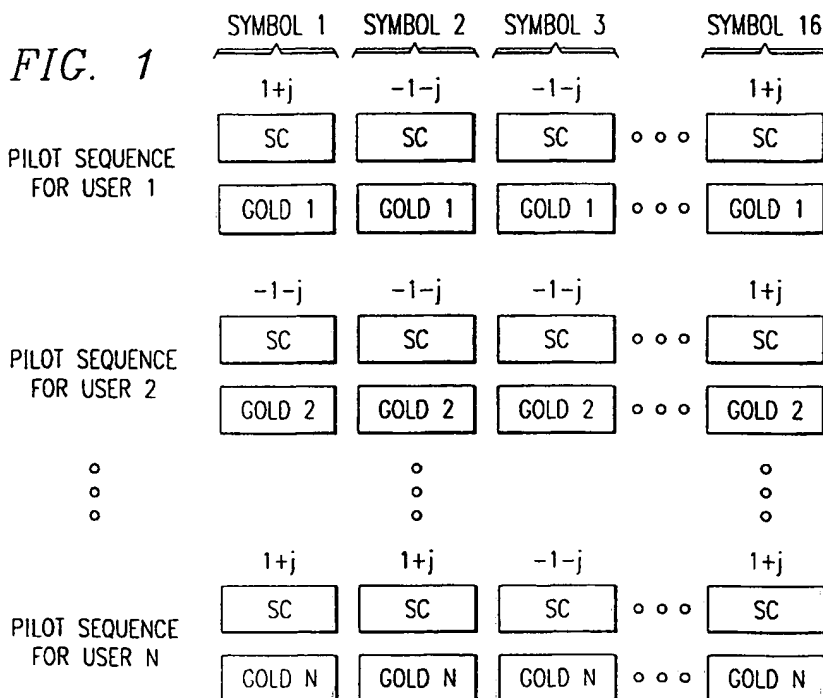 FIG. 1
SYMBOL 1 SYMBOL 2 SYMBOL 3 SYMBOL 16
1+j -1-j -1-j 1+j
PILOT SEQUENCE
FOR USER 1
SC SC SC SC
GOLD 1 GOLD 1 GOLD 1 GOLD 1
-1-j -1-j -1-j 1+j
PILOT SEQUENCE
FOR USER 2
SC SC SC SC
GOLD 2 GOLD 2 GOLD 2 GOLD 2
1+j 1+j -1-j 1+j
PILOT SEQUENCE
FOR USER N
SC SC SC SC
GOLD N GOLD N GOLD N GOLD N